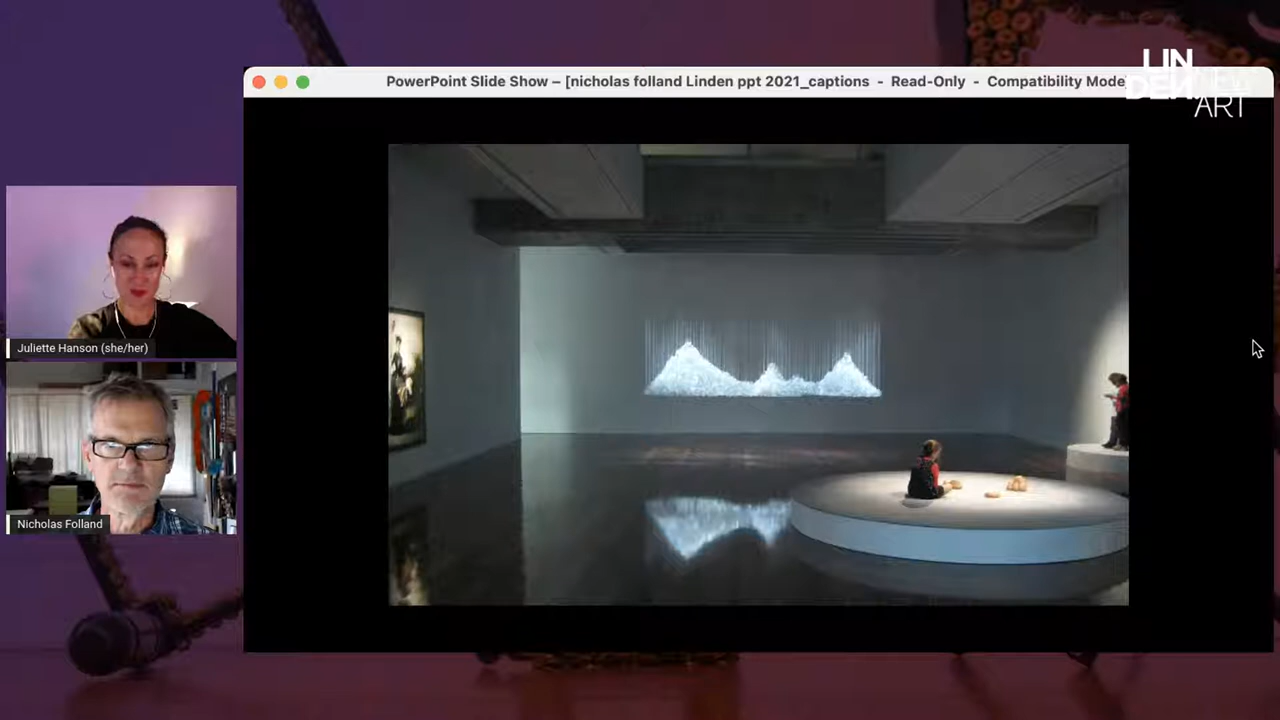 PowerPoint Slide Show – [nicholas folland Linden ppt 2021_captions - Read-Only - Compatibility Mode
LIN
DEN
ART
Juliette Hanson (she/her)
Nicholas Folland